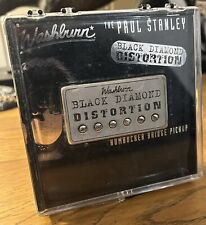 Washburn
THE PAUL STANLEY
BLACK DIAMOND
DISTORTION
Washburn
BLACK DIAMOND
DISTORTION
HUMBUCKER BRIDGE PICKUP